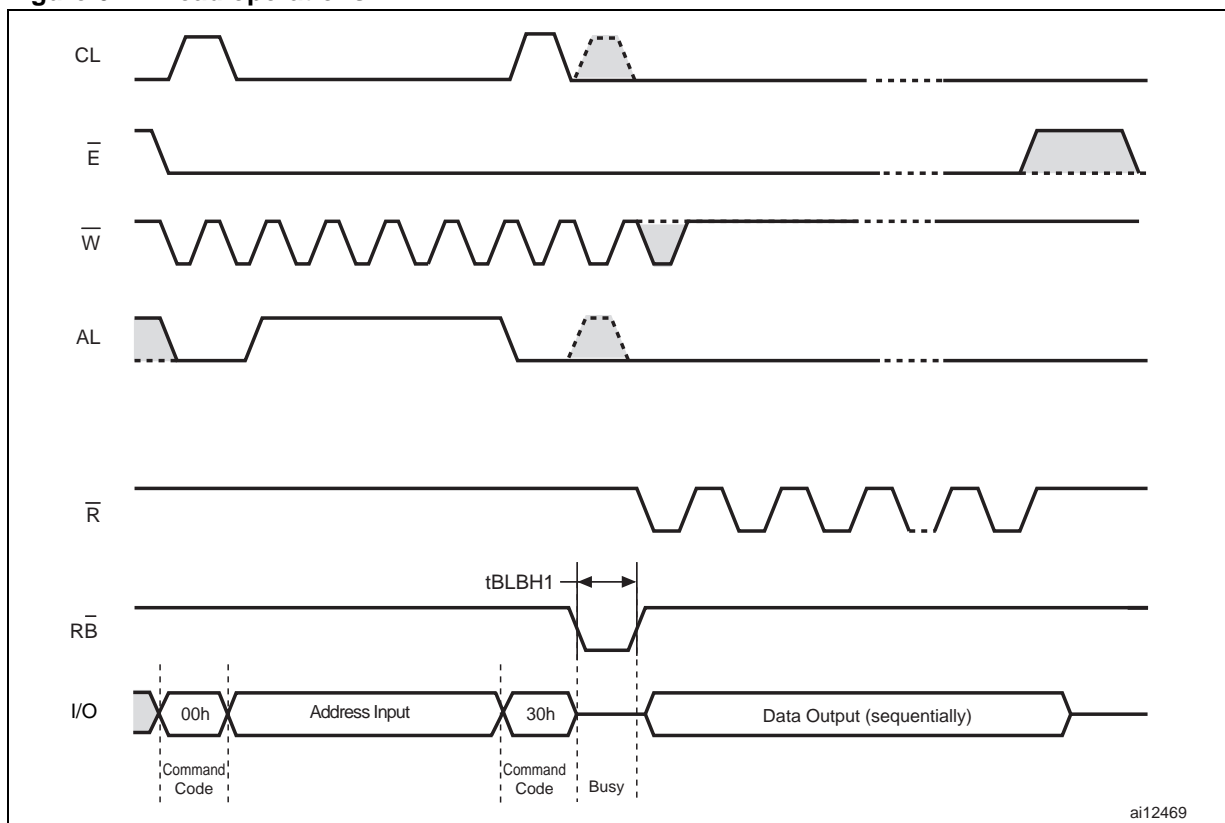 CL
E
W
AL
R
tBLBH1
RB
I/O
00h
Address Input
30h
Data Output (sequentially)
Command
Code
Command
Code
Busy
ai12469